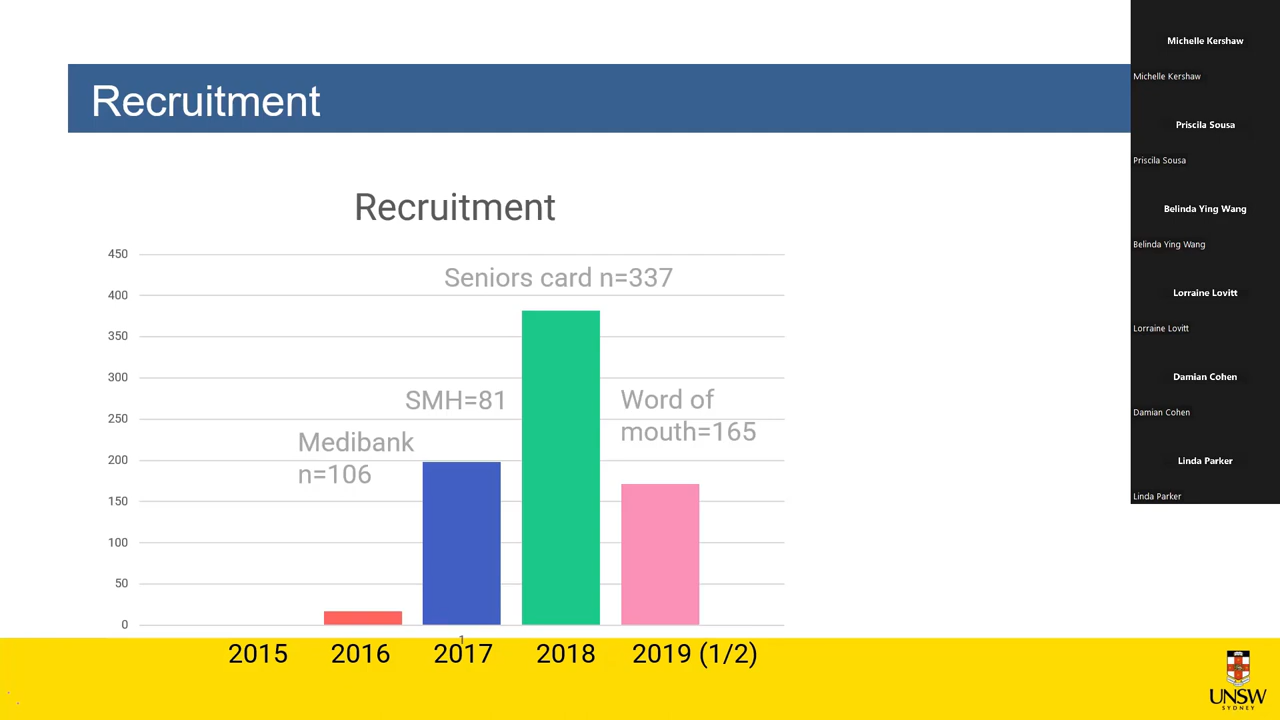 Recruitment
Recruitment
450
400
350
300
250
200
150
100
50
0
Seniors card n=337
SMH=81
Word of
mouth=165
Medibank
n=106
1
2015 2016 2017 2018 2019 (1/2)
UNSW
SYDNEY
Michelle Kershaw
Michelle Kershaw
Priscila Sousa
Priscila Sousa
Belinda Ying Wang
Belinda Ying Wang
Lorraine Lovitt
Lorraine Lovitt
Damian Cohen
Damian Cohen
Linda Parker
Linda Parker